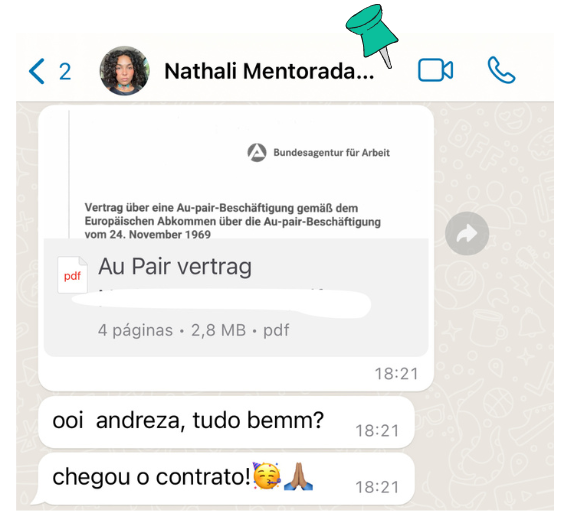 2
Nathali Mentorada...
Bundesagentur für Arbeit
Vertrag über eine Au-pair-Beschäftigung gemäß dem
Europäischen Abkommen über die Au-pair-Beschäftigung
vom 24. November 1969
pdf
Au Pair vertrag
4 páginas • 2,8 MB • pdf
18:21
ooi andreza, tudo bemm?
18:21
chegou o contrato!🥳🙏🏽
18:21